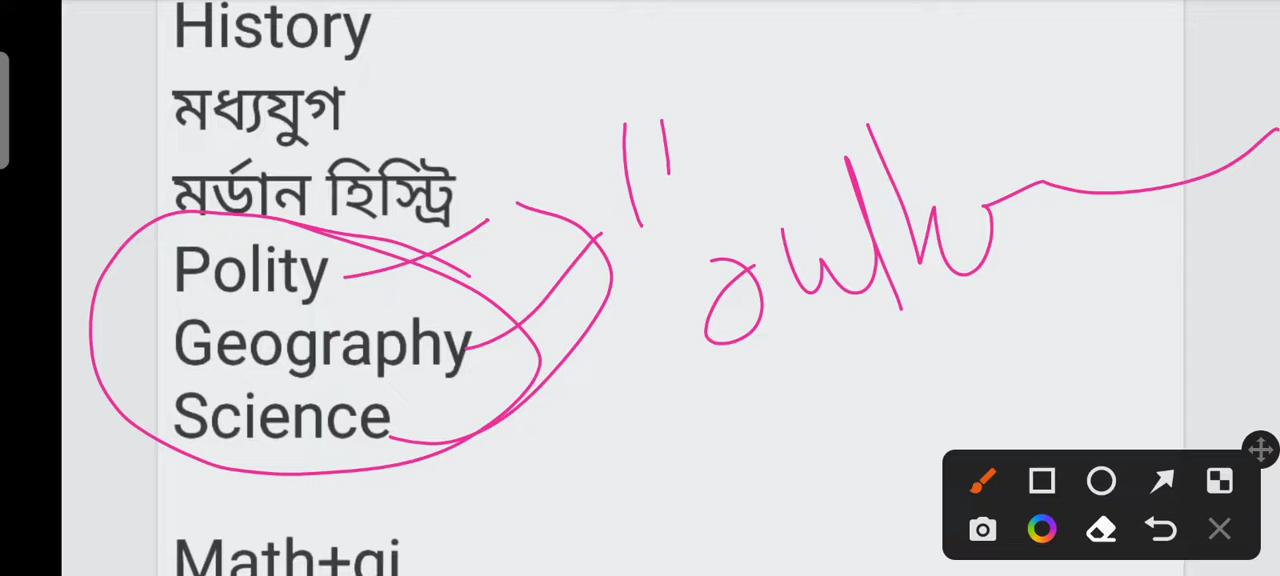 History
মধ্যযুগ
মর্ডান হিস্ট্রি
Polity
Geography
Science
Math+gi